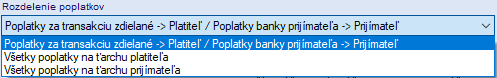 Rozdelenie poplatkov
Poplatky za transakciu zdielané -> Platiteľ / Poplatky banky prijímateľa -> Prijímateľ
Poplatky za transakciu zdielané -> Platiteľ / Poplatky banky prijímateľa -> Prijímateľ
Všetky poplatky na ťarchu platiteľa
Všetky poplatky na ťarchu prijímateľa